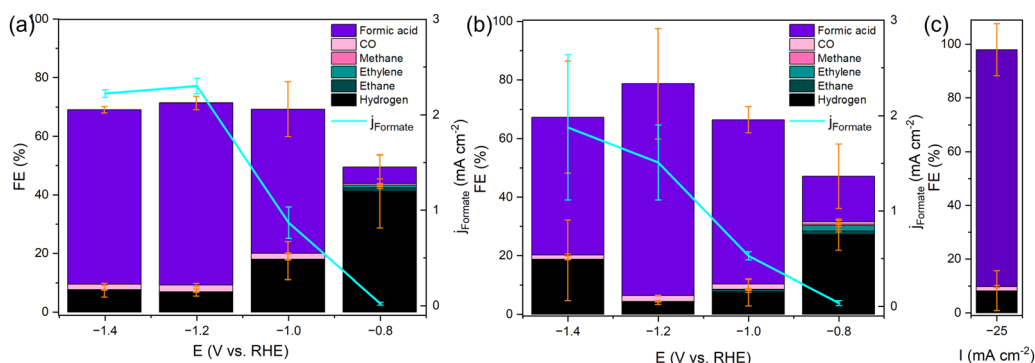 (a)
FE (%)
100
80
60
40
20
0
Formic acid
CO
Methane
Ethylene
Ethane
Hydrogen
jFormate
3
2
1
0
jFormate (mA cm⁻²)
−1.4
−1.2
−1.0
−0.8
E (V vs. RHE)
(b)
FE (%)
100
80
60
40
20
0
Formic acid
CO
Methane
Ethylene
Ethane
Hydrogen
jFormate
3
2
1
0
jFormate (mA cm⁻²)
−1.4
−1.2
−1.0
−0.8
E (V vs. RHE)
(c)
FE (%)
100
80
60
40
20
0
−25
I (mA cm⁻²)